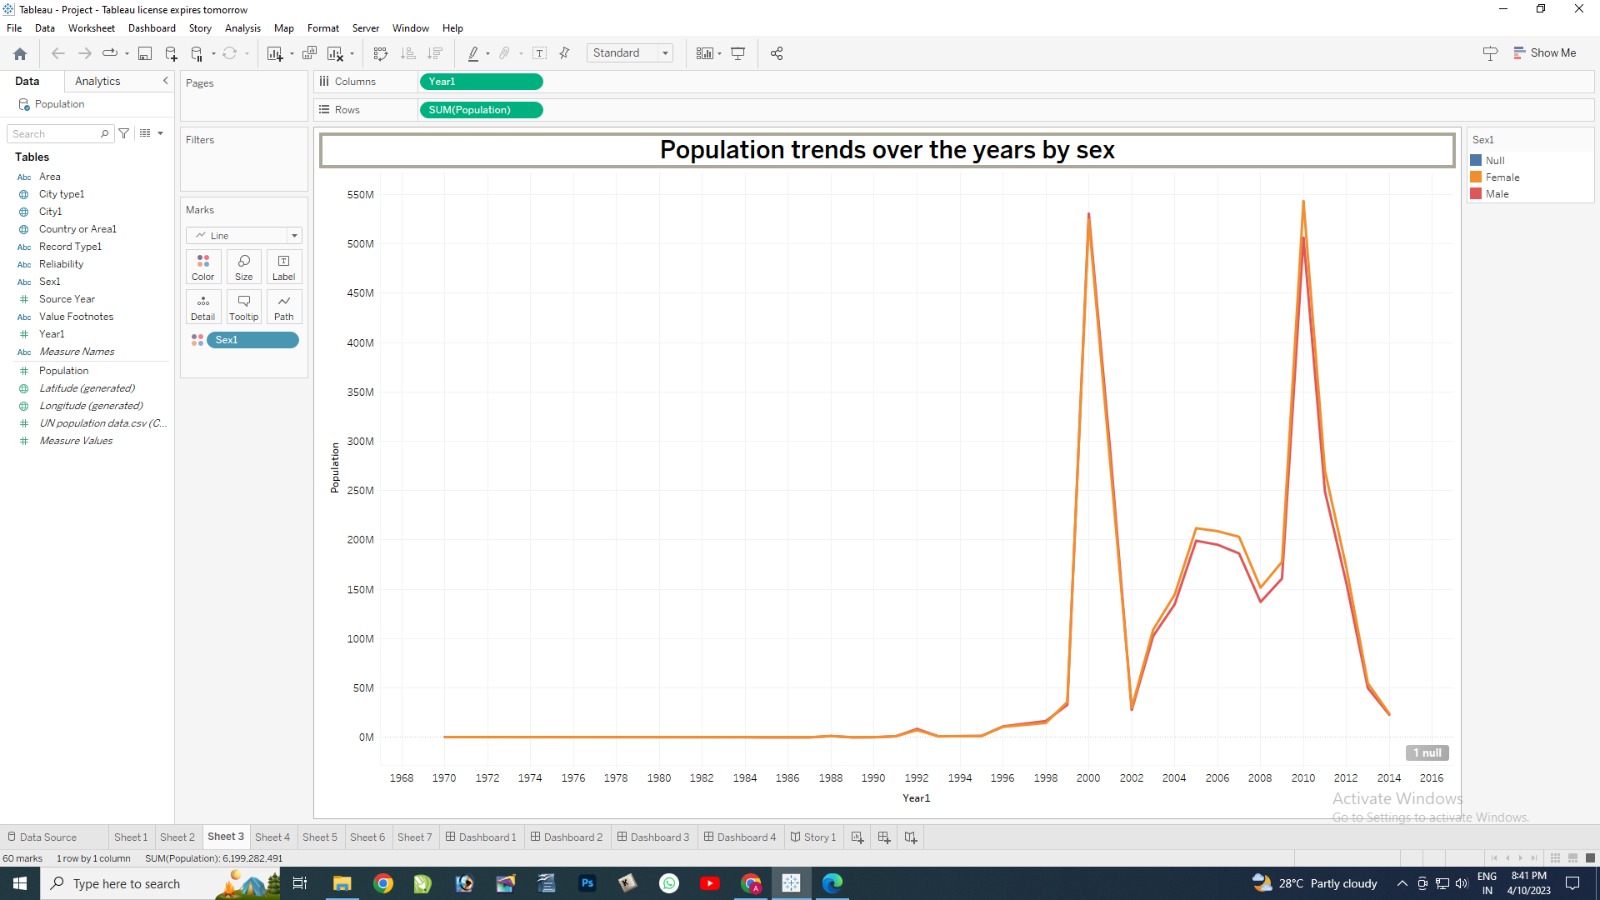 Tableau - Project - Tableau license expires tomorrow
File Data Worksheet Dashboard Story Analysis Map Format Server Window Help
Standard
Show Me
Data Analytics
Population
Search
Tables
Abc Area
City type1
City1
Country or Area1
Abc Record Type1
Abc Reliability
Abc Sex1
# Source Year
Abc Value Footnotes
# Year1
Abc Measure Names
# Population
Latitude (generated)
Longitude (generated)
# UN population data.csv (C...
# Measure Values
Pages
Filters
Marks
Line
Color Size Label
Detail Tooltip Path
Sex1
Columns Year1
Rows SUM(Population)
Population trends over the years by sex
550M
500M
450M
400M
350M
300M
250M
200M
150M
100M
50M
0M
Population
1 null
1968 1970 1972 1974 1976 1978 1980 1982 1984 1986 1988 1990 1992 1994 1996 1998 2000 2002 2004 2006 2008 2010 2012 2014 2016
Year1
Sex1
Null
Female
Male
Activate Windows
Go to Settings to activate Windows.
Data Source Sheet 1 Sheet 2 Sheet 3 Sheet 4 Sheet 5 Sheet 6 Sheet 7 Dashboard 1 Dashboard 2 Dashboard 3 Dashboard 4 Story 1
60 marks 1 row by 1 column SUM(Population): 6,199,282,491
Type here to search
Ps
28°C Partly cloudy
ENG
IN
8:41 PM
4/10/2023